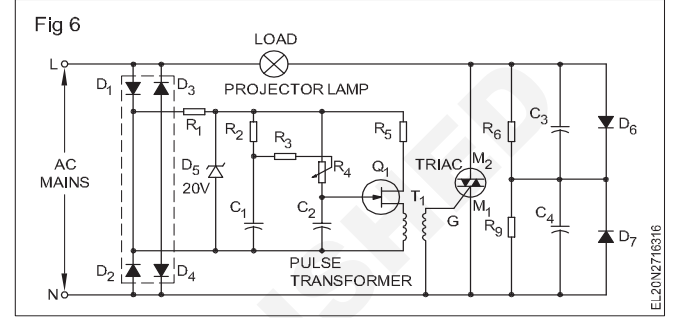 Fig 6
LOAD
L
D1 D3
PROJECTOR LAMP
R1 R2 R3 R4 R5 R6 C3 D6
Q1 TRIAC M2
AC MAINS
D5 20V
T1 M1
C1 C2 G R9 C4 D7
D2 D4
PULSE TRANSFORMER
N
EL20N2716316
SHED